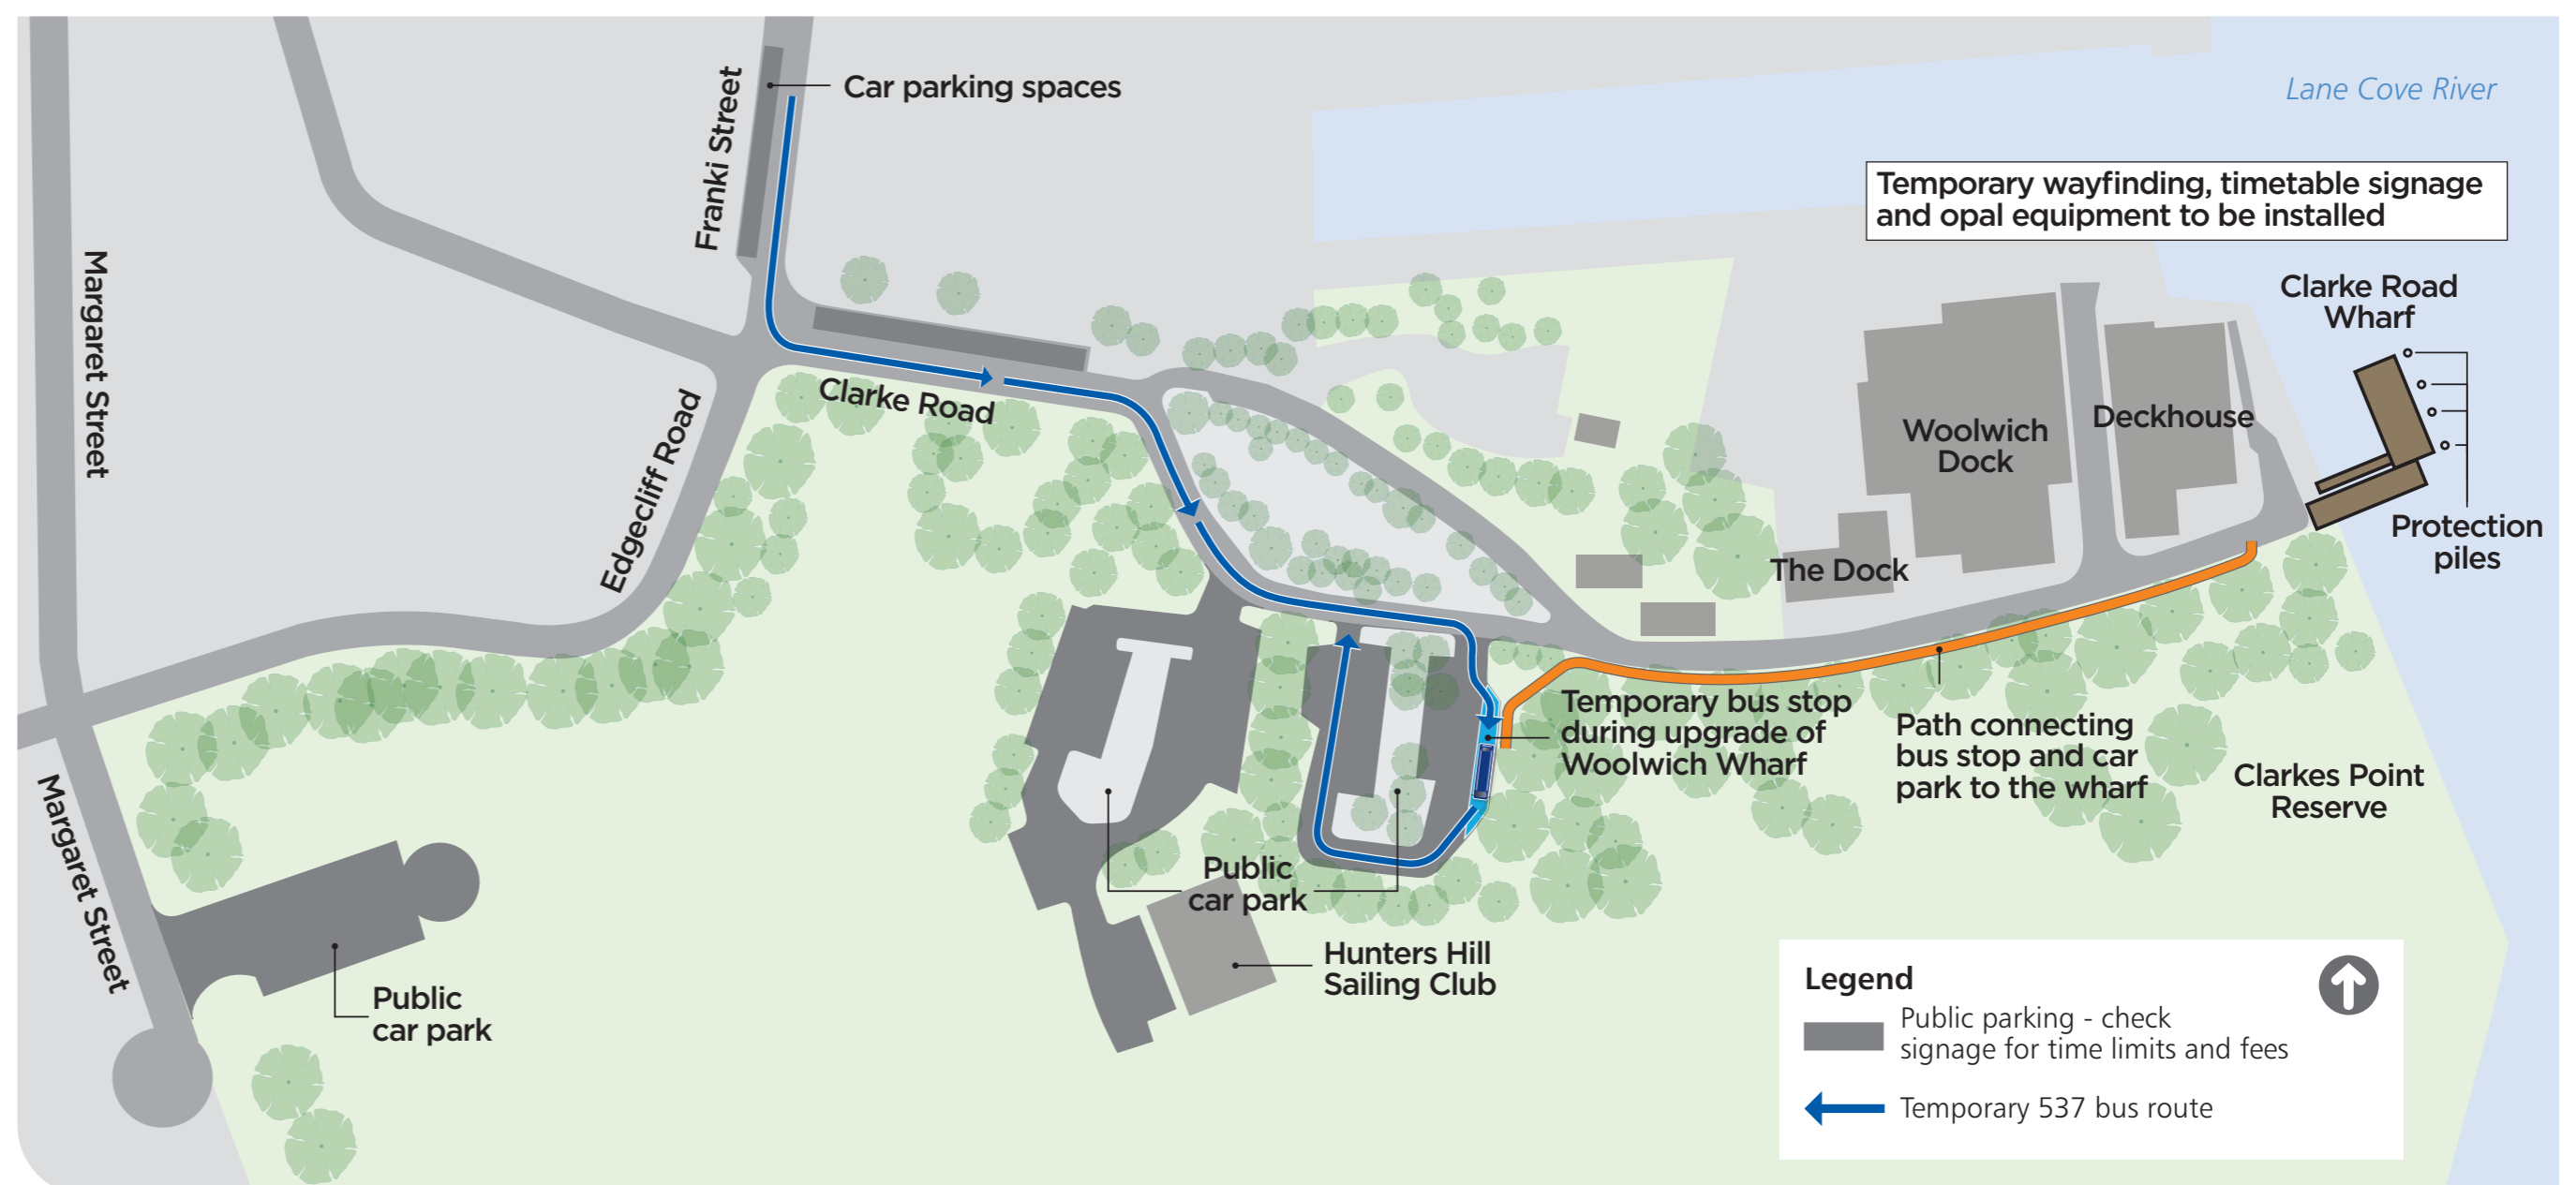 Car parking spaces
Franki Street
Lane Cove River
Temporary wayfinding, timetable signage
and opal equipment to be installed
Margaret Street
Clarke Road
Wharf
Clarke Road
Edgecliff Road
Woolwich
Dock
Deckhouse
Protection
piles
The Dock
Temporary bus stop
during upgrade of
Woolwich Wharf
Path connecting
bus stop and car
park to the wharf
Clarkes Point
Reserve
Margaret Street
Public
car park
Hunters Hill
Sailing Club
Public
car park
Legend
Public parking - check
signage for time limits and fees
Temporary 537 bus route